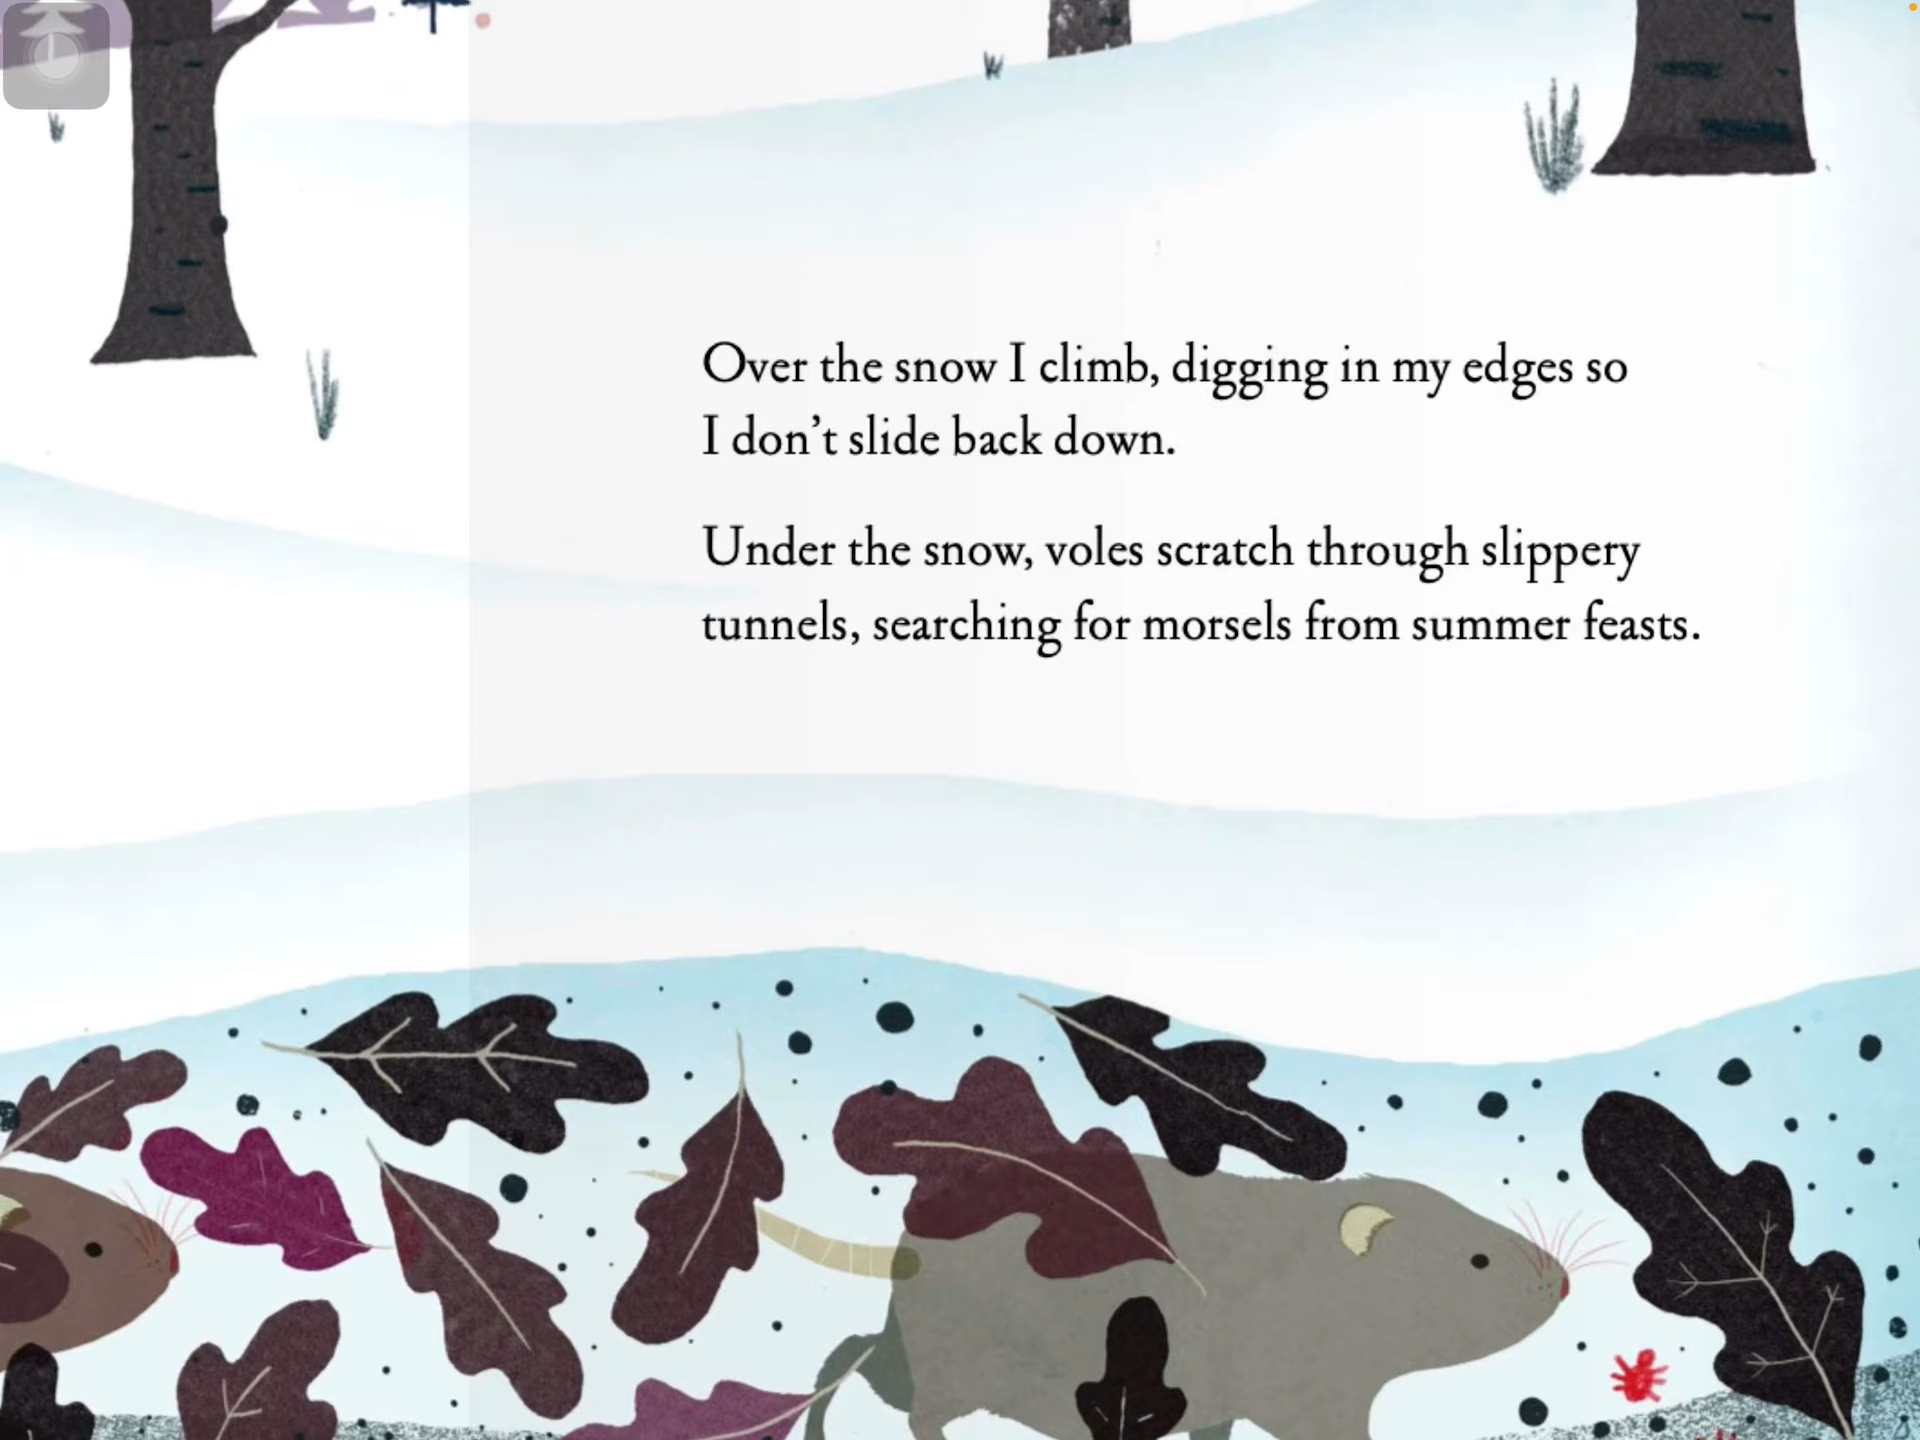 Over the snow I climb, digging in my edges so
I don’t slide back down.
Under the snow, voles scratch through slippery
tunnels, searching for morsels from summer feasts.